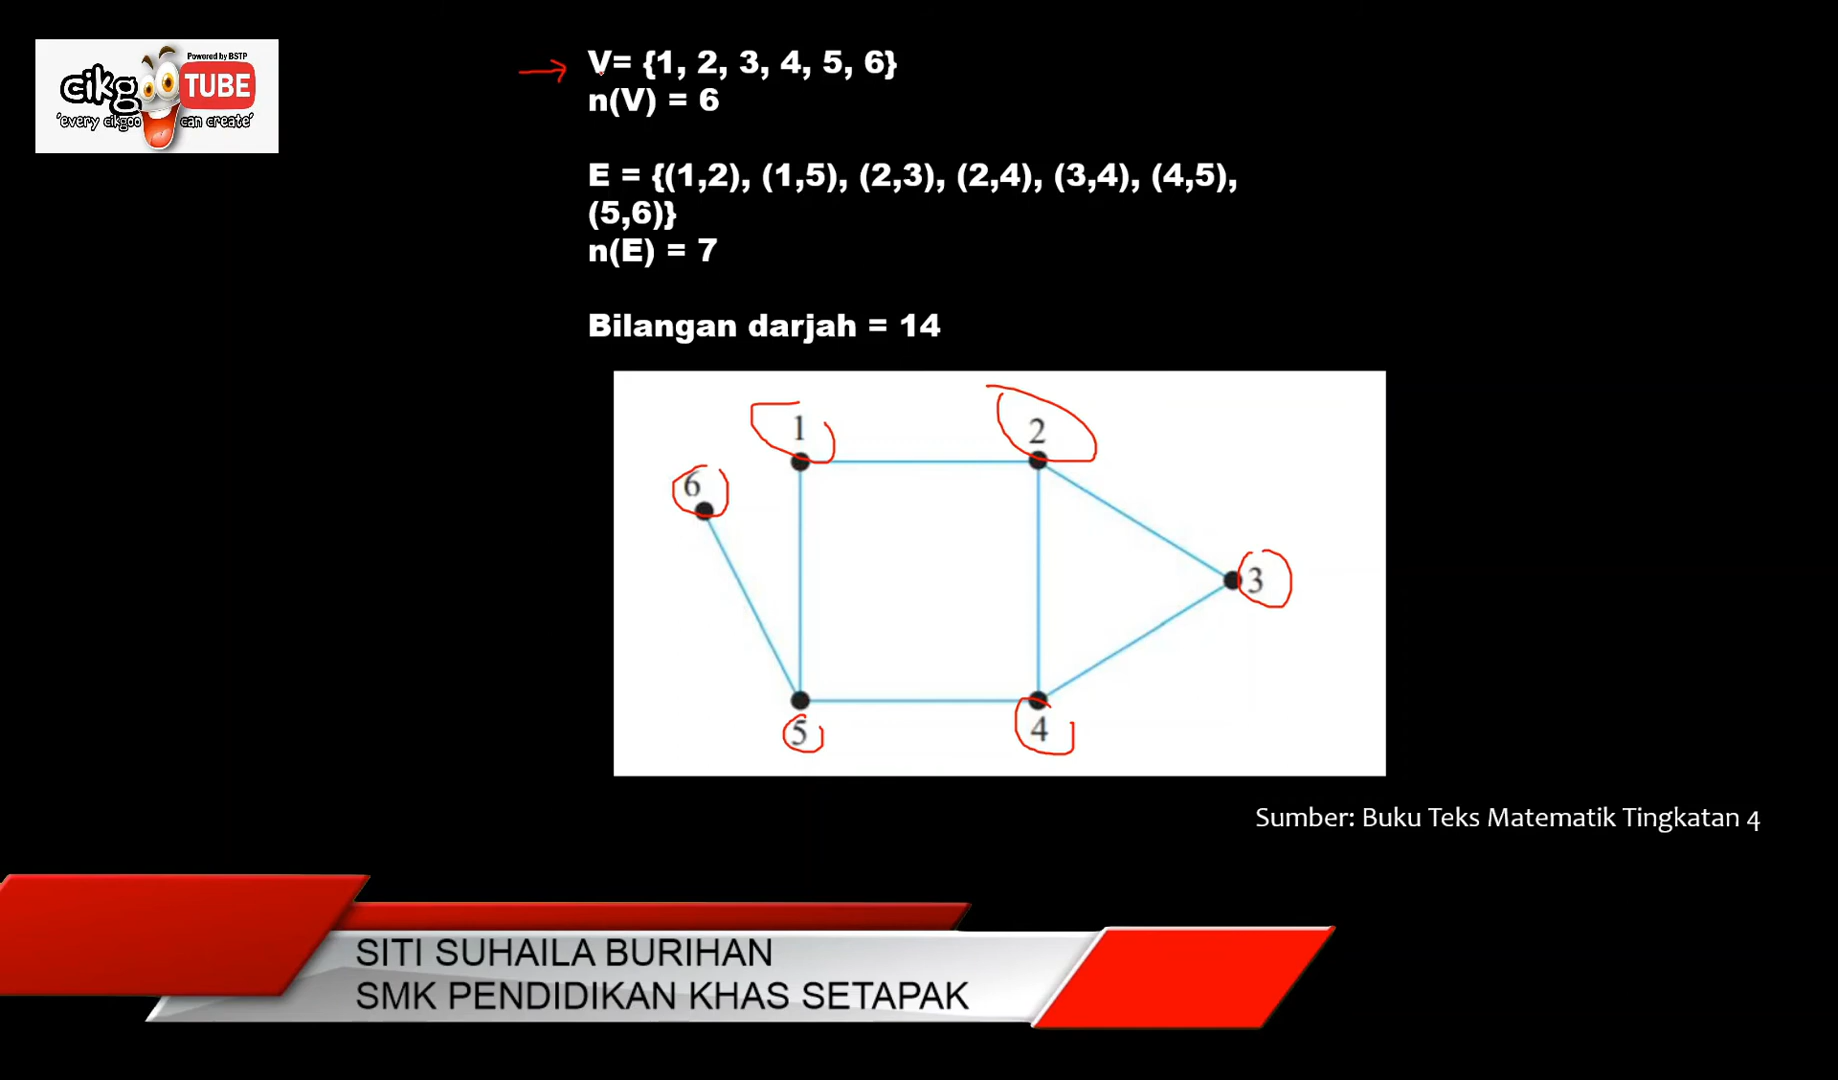 Powered by BSTP
cikgoo TUBE
'every cikgoo can create'
V= {1, 2, 3, 4, 5, 6}
n(V) = 6
E = {(1,2), (1,5), (2,3), (2,4), (3,4), (4,5),
(5,6)}
n(E) = 7
Bilangan darjah = 14
1
2
6
3
5
4
Sumber: Buku Teks Matematik Tingkatan 4
SITI SUHAILA BURIHAN
SMK PENDIDIKAN KHAS SETAPAK